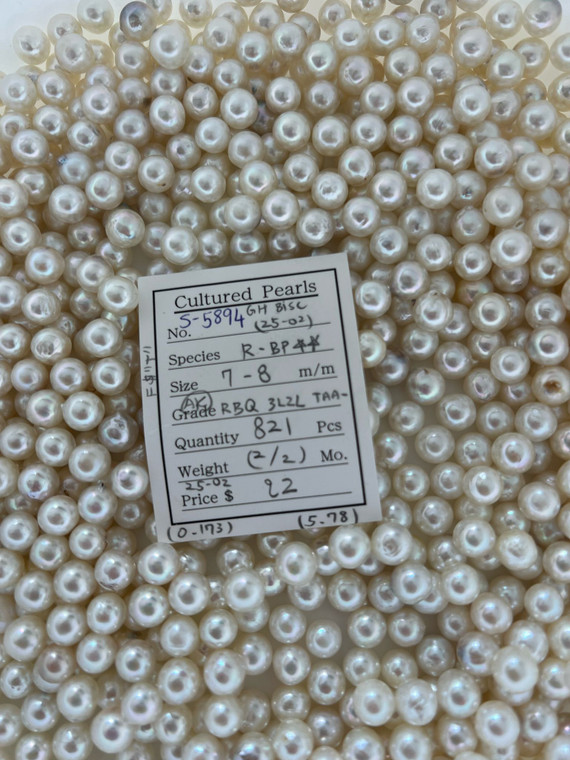 Cultured Pearls
GH Bisc
No. S-5894 (25-02)
Species R-BP
Size 7-8 m/m
(AK)
Grade RBQ 3L2L TAA-
Quantity 821 Pcs
Weight (2/2) Mo.
25-02
Price $ 22
(0.173) (5.78)